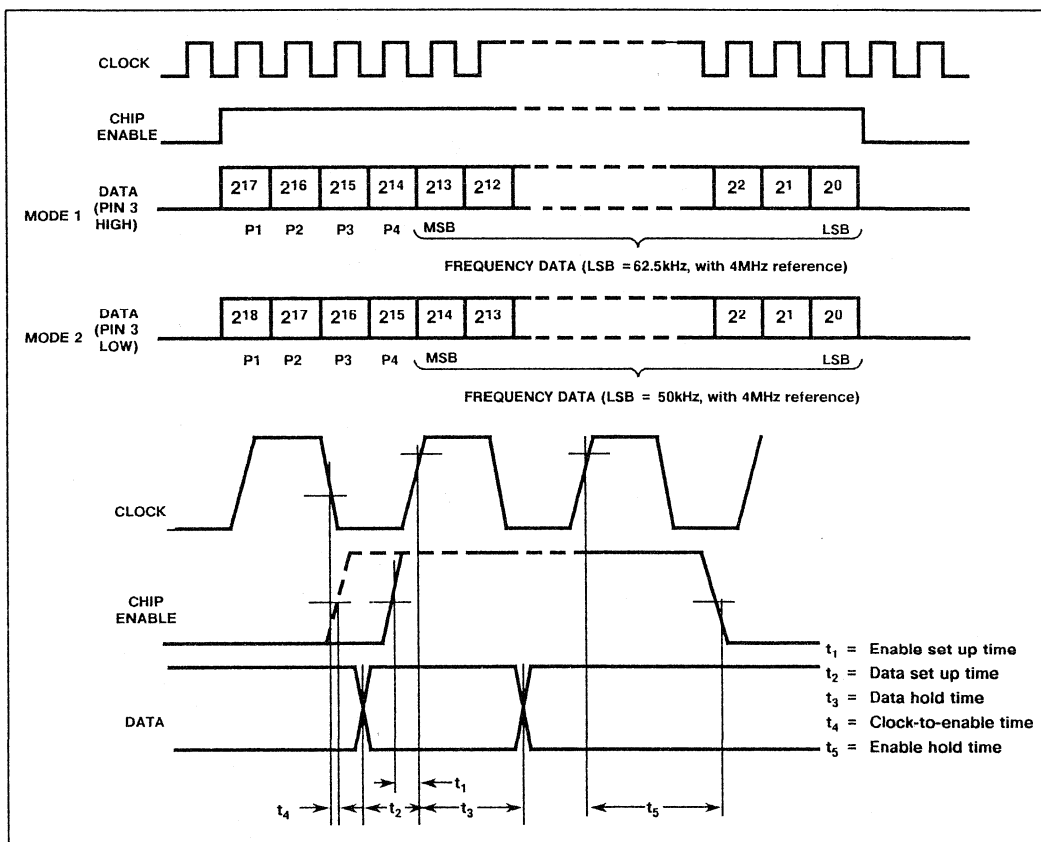 CLOCK
CHIP
ENABLE
MODE 1
DATA
(PIN 3
HIGH)
2^17 2^16 2^15 2^14 2^13 2^12 2^2 2^1 2^0
P1 P2 P3 P4 MSB LSB
FREQUENCY DATA (LSB = 62.5kHz, with 4MHz reference)
MODE 2
DATA
(PIN 3
LOW)
2^18 2^17 2^16 2^15 2^14 2^13 2^2 2^1 2^0
P1 P2 P3 P4 MSB LSB
FREQUENCY DATA (LSB = 50kHz, with 4MHz reference)
CLOCK
CHIP
ENABLE
DATA
t1 = Enable set up time
t2 = Data set up time
t3 = Data hold time
t4 = Clock-to-enable time
t5 = Enable hold time
t1
t4 t2 t3 t5